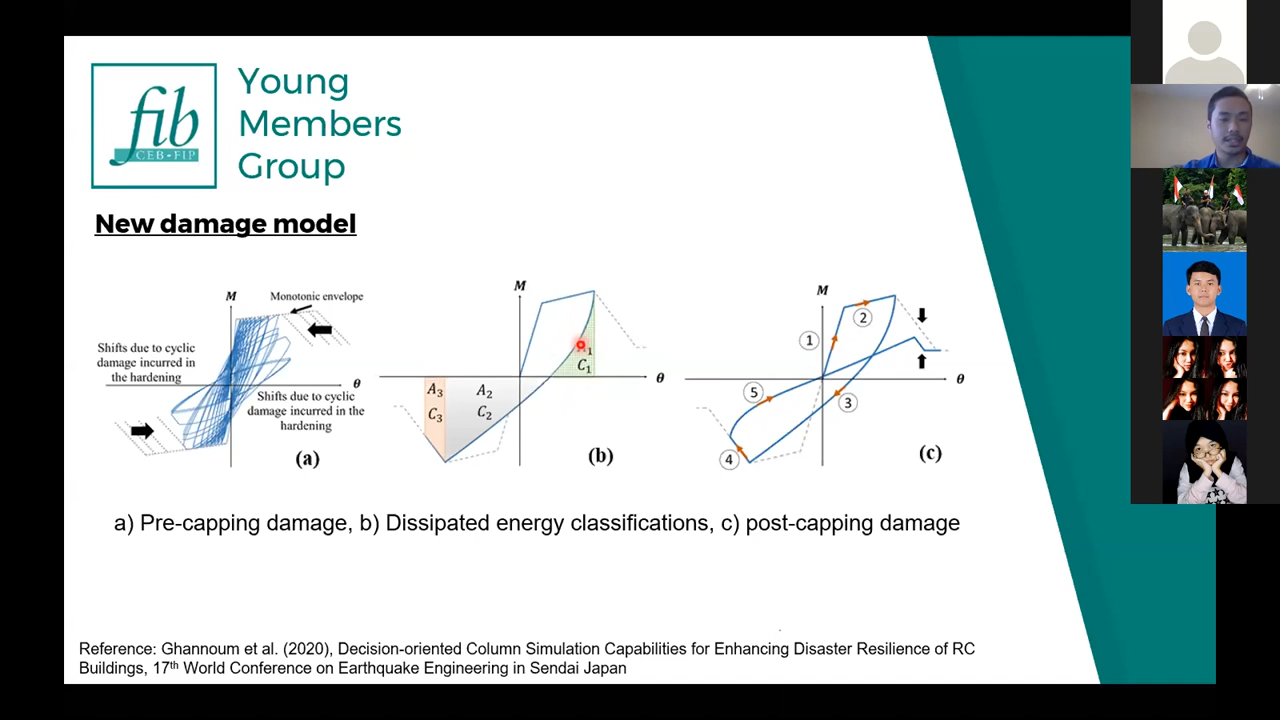 fib
CEB-FIP
Young
Members
Group
New damage model
M
Monotonic envelope
Shifts due to cyclic
damage incurred in
the hardening
θ
Shifts due to cyclic
damage incurred in the
hardening
(a)
M
θ
C₁
A₃
A₂
C₃
C₂
(b)
M
1
2
θ
5
3
4
(c)
a) Pre-capping damage, b) Dissipated energy classifications, c) post-capping damage
Reference: Ghannoum et al. (2020), Decision-oriented Column Simulation Capabilities for Enhancing Disaster Resilience of RC
Buildings, 17th World Conference on Earthquake Engineering in Sendai Japan